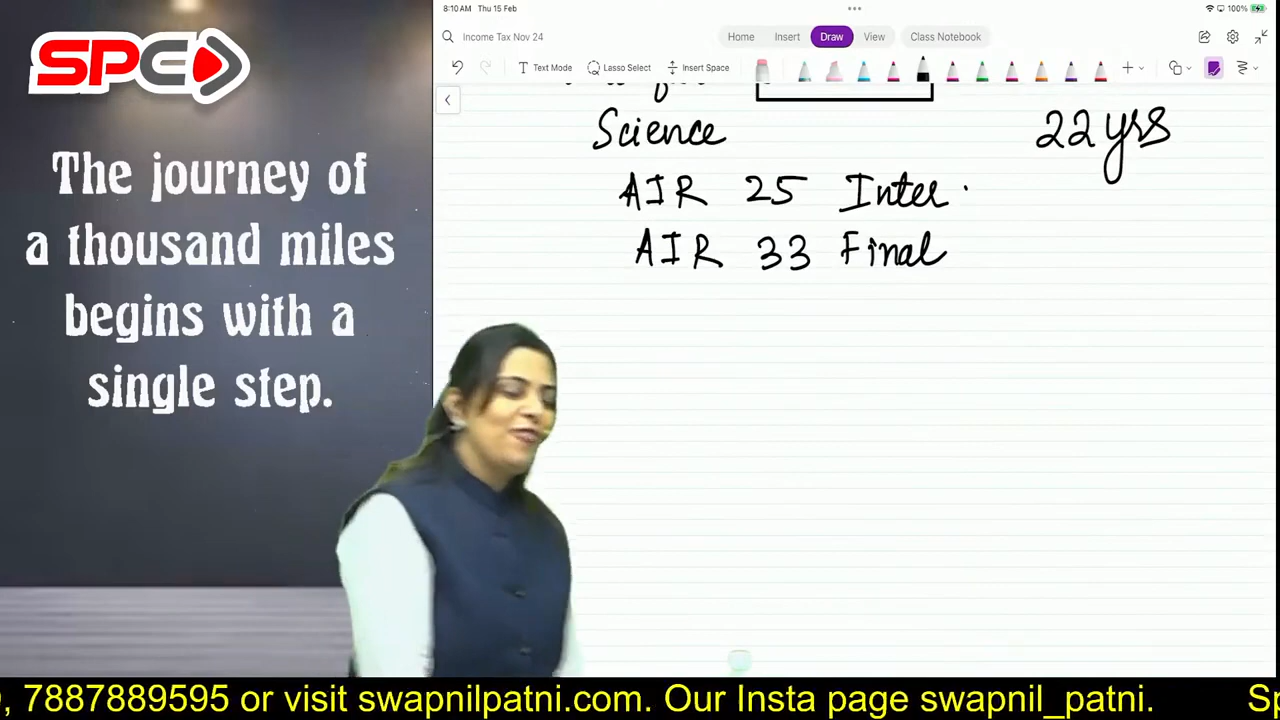 SPE
The journey of
a thousand miles
begins with a
single step.
8:10 AM Thu 15 Feb
100%
Income Tax Nov 24
Home Insert Draw View Class Notebook
Text Mode Lasso Select Insert Space
Science 22 yrs
AIR 25 Inter
AIR 33 Final
, 7887889595 or visit swapnilpatni.com. Our Insta page swapnil_patni. Sp